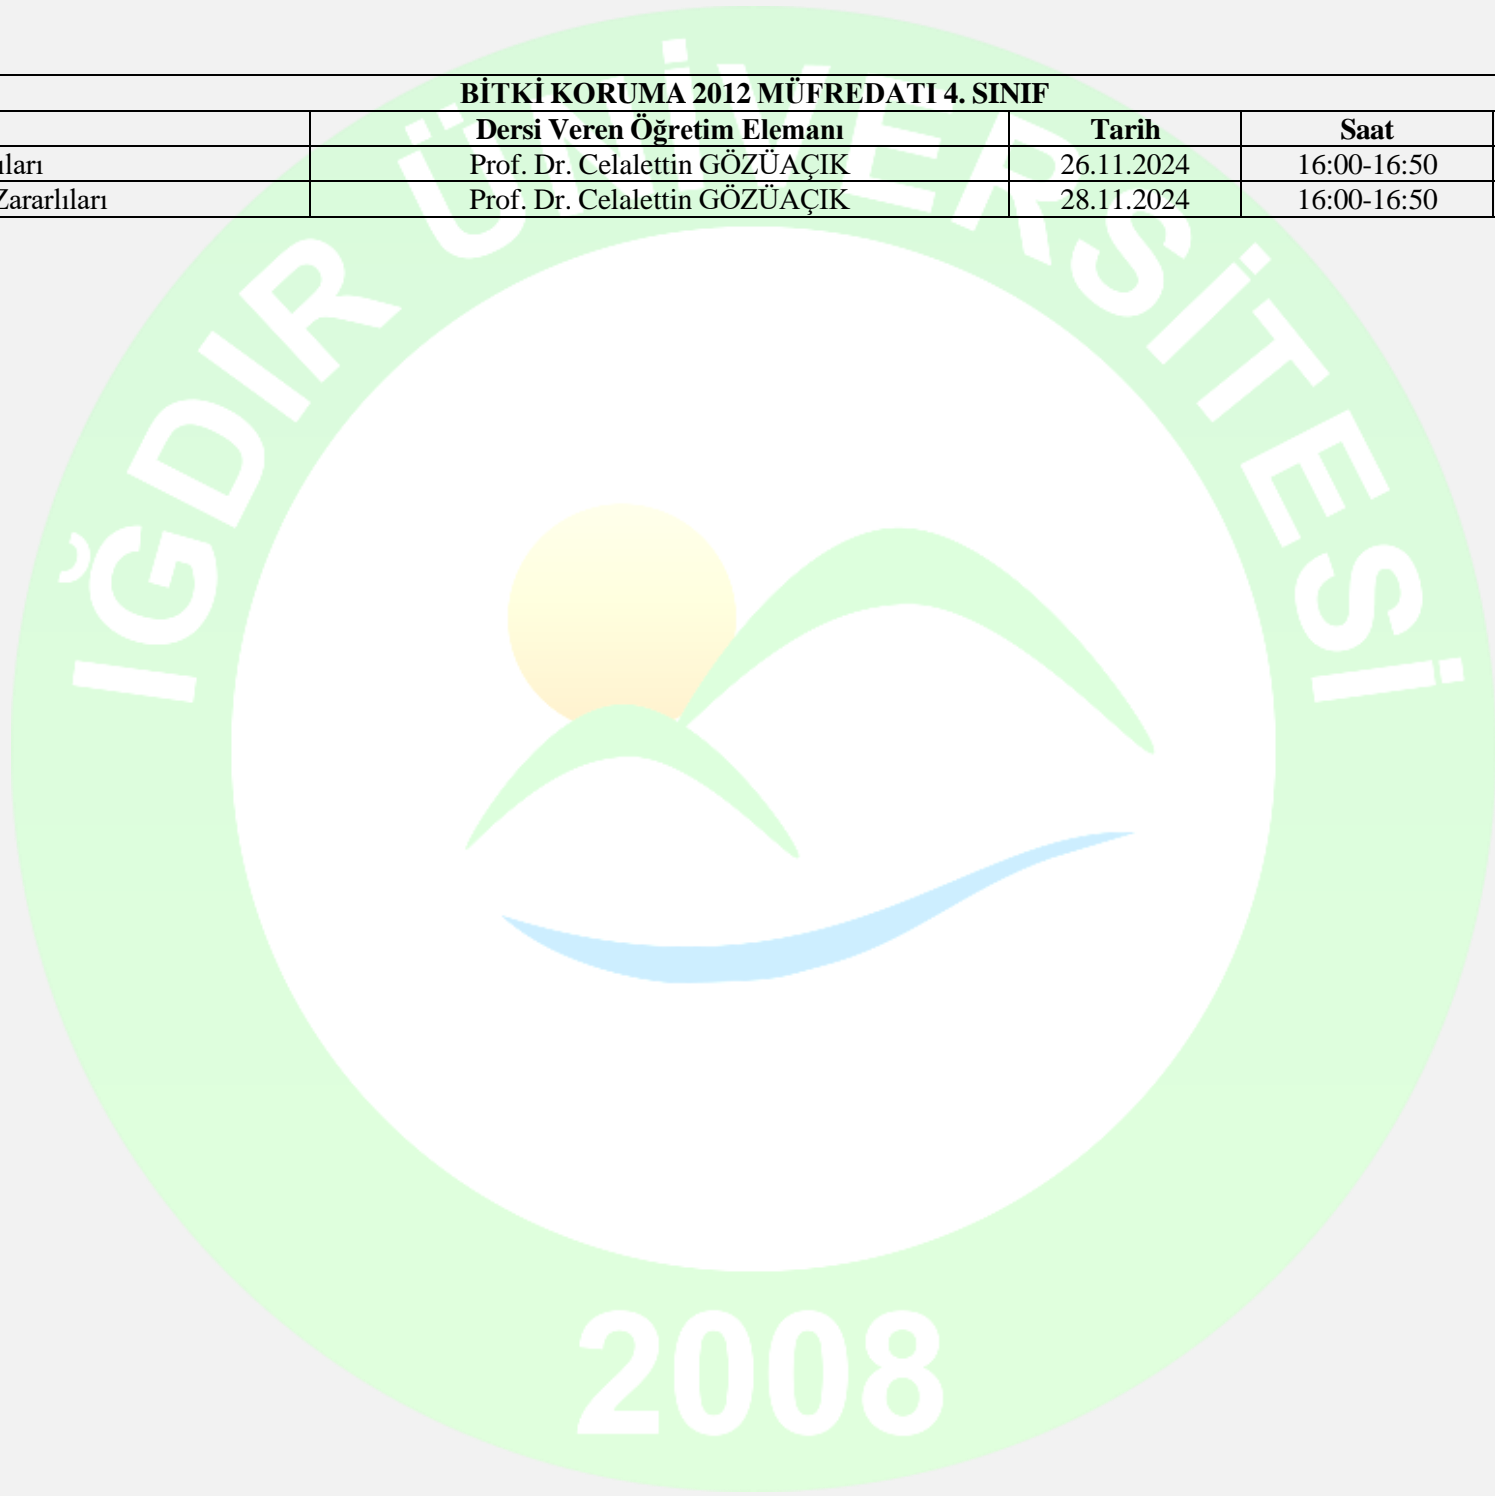 BİTKİ KORUMA 2012 MÜFREDATI 4. SINIF
Dersi Veren Öğretim Elemanı Tarih Saat
Prof. Dr. Celalettin GÖZÜAÇIK 26.11.2024 16:00-16:50
Zararlıları Prof. Dr. Celalettin GÖZÜAÇIK 28.11.2024 16:00-16:50
IĞDIR ÜNİVERSİTESİ
2008